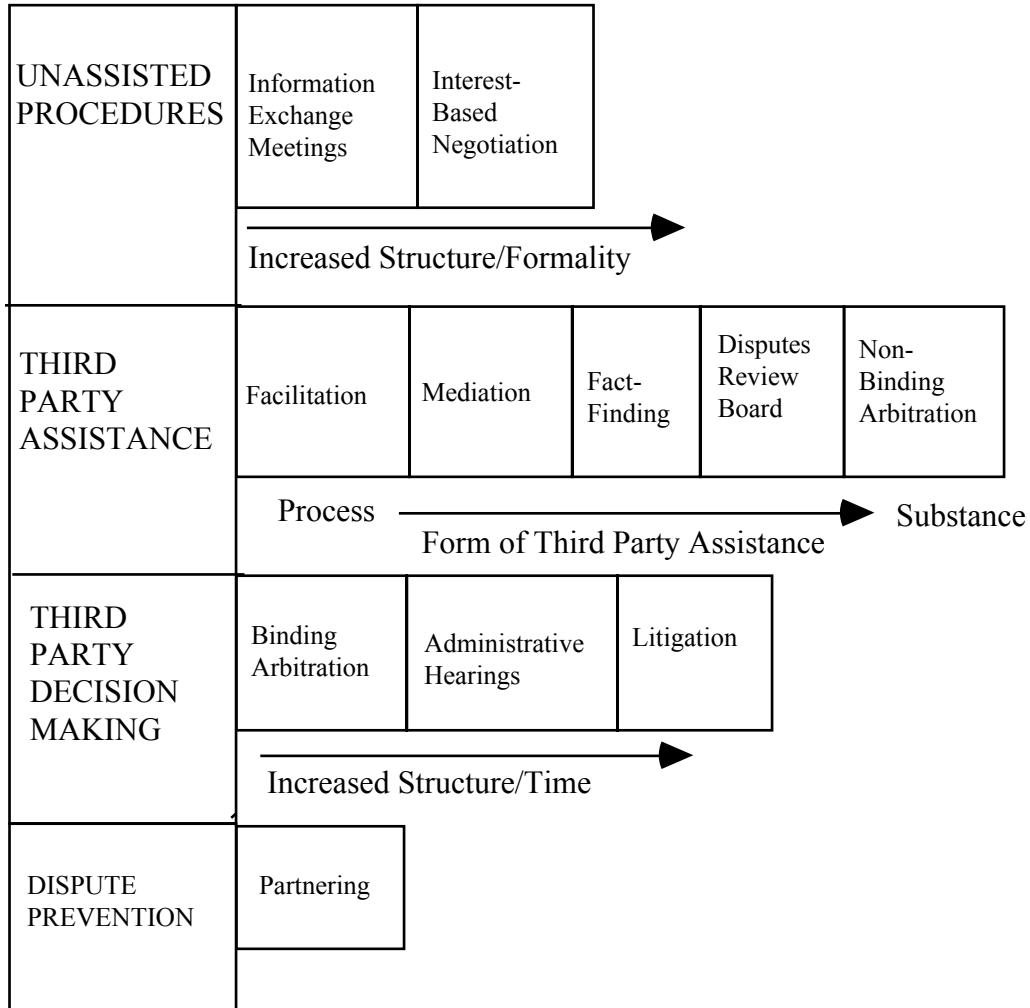 UNASSISTED
PROCEDURES
Information
Exchange
Meetings
Interest-
Based
Negotiation
Increased Structure/Formality
THIRD
PARTY
ASSISTANCE
Facilitation
Mediation
Fact-
Finding
Disputes
Review
Board
Non-
Binding
Arbitration
Process
Substance
Form of Third Party Assistance
THIRD
PARTY
DECISION
MAKING
Binding
Arbitration
Administrative
Hearings
Litigation
Increased Structure/Time
DISPUTE
PREVENTION
Partnering